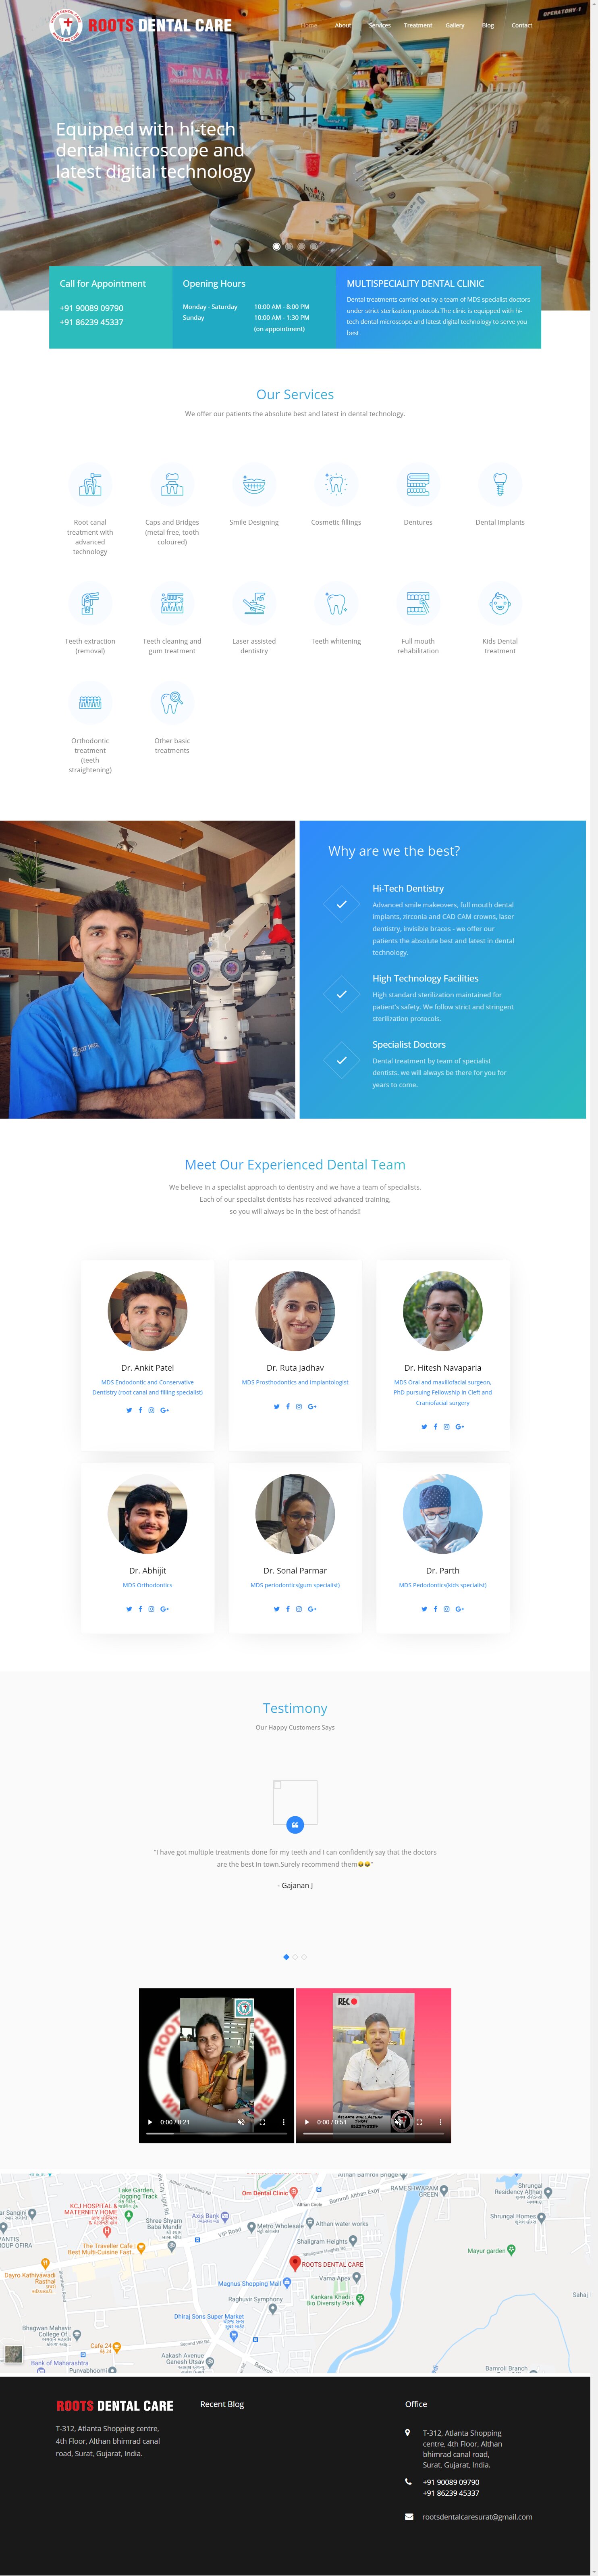 ROOTS DENTAL CARE
Home About Services Treatment Gallery Blog Contact
OPERATORY-1
Equipped with hi-tech
dental microscope and
latest digital technology
Call for Appointment
+91 90089 09790
+91 86239 45337
Opening Hours
Monday - Saturday 10:00 AM - 8:00 PM
Sunday 10:00 AM - 1:30 PM
(on appointment)
MULTISPECIALITY DENTAL CLINIC
Dental treatments carried out by a team of MDS specialist doctors
under strict sterlization protocols.The clinic is equipped with hi-
tech dental microscope and latest digital technology to serve you
best.
Our Services
We offer our patients the absolute best and latest in dental technology.
Root canal
treatment with
advanced
technology
Caps and Bridges
(metal free, tooth
coloured)
Smile Designing
Cosmetic fillings
Dentures
Dental Implants
Teeth extraction
(removal)
Teeth cleaning and
gum treatment
Laser assisted
dentistry
Teeth whitening
Full mouth
rehabilitation
Kids Dental
treatment
Orthodontic
treatment
(teeth
straightening)
Other basic
treatments
Why are we the best?
Hi-Tech Dentistry
Advanced smile makeovers, full mouth dental
implants, zirconia and CAD CAM crowns, laser
dentistry, invisible braces - we offer our
patients the absolute best and latest in dental
technology.
High Technology Facilities
High standard sterilization maintained for
patient's safety. We follow strict and stringent
sterilization protocols.
Specialist Doctors
Dental treatment by team of specialist
dentists. we will always be there for you for
years to come.
Meet Our Experienced Dental Team
We believe in a specialist approach to dentistry and we have a team of specialists.
Each of our specialist dentists has received advanced training,
so you will always be in the best of hands!!
Dr. Ankit Patel
MDS Endodontic and Conservative
Dentistry (root canal and filling specialist)
Dr. Ruta Jadhav
MDS Prosthodontics and Implantologist
Dr. Hitesh Navaparia
MDS Oral and maxillofacial surgeon,
PhD pursuing Fellowship in Cleft and
Craniofacial surgery
Dr. Abhijit
MDS Orthodontics
Dr. Sonal Parmar
MDS periodontics(gum specialist)
Dr. Parth
MDS Pedodontics(kids specialist)
Testimony
Our Happy Customers Says
"I have got multiple treatments done for my teeth and I can confidently say that the doctors
are the best in town.Surely recommend them😄😄"
- Gajanan J
0:00 / 0:21
REC
0:00 / 0:51
Lake Garden,
Jogging Track
KCJ HOSPITAL &
MATERNITY HOME
Om Dental Clinic
Axis Bank
Shree Shyam
Baba Mandir
VIP Road
Metro Wholesale
Althan water works
Shaligram Heights
Bamroli Althan Expy
RAMESHWARAM
GREEN
Shrungal
Residency Althan
Shrungal Homes
Mayur garden
The Traveller Cafe |
Best Multi Cuisine Fast...
Dayro Kathiyawadi
Rasthal
Magnus Shopping Mall
ROOTS DENTAL CARE
Varna Apex
Kankara Khadi -
Bio Diversity Park
Raghuvir Symphony
Dhiraj Sons Super Market
Bhagwan Mahavir
College Of
Cafe 24
Bank of Maharashtra
Punvabhoomi
Aakash Avenue
Ganesh Utsav
Bamroli Branch
ROOTS DENTAL CARE
T-312, Atlanta Shopping centre,
4th Floor, Althan bhimrad canal
road, Surat, Gujarat, India.
Recent Blog
Office
T-312, Atlanta Shopping
centre, 4th Floor, Althan
bhimrad canal road,
Surat, Gujarat, India.
+91 90089 09790
+91 86239 45337
rootsdentalcaresurat@gmail.com